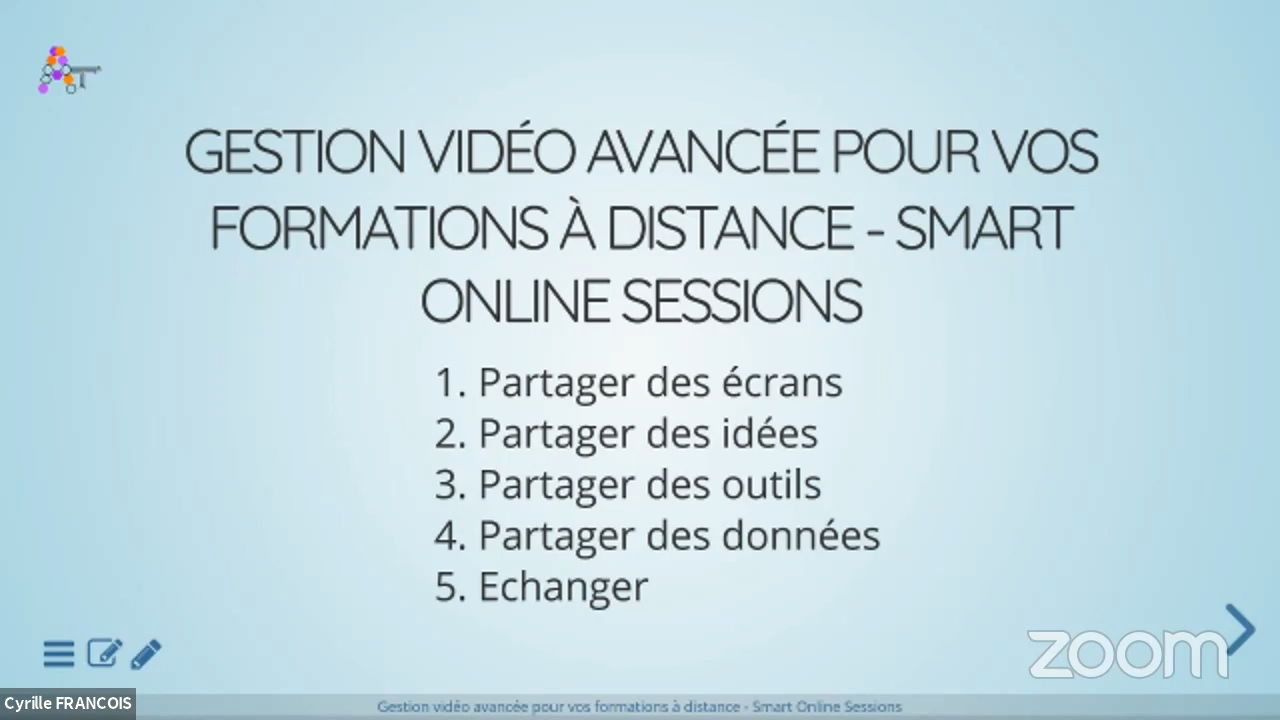 GESTION VIDÉO AVANCÉE POUR VOS
FORMATIONS À DISTANCE - SMART
ONLINE SESSIONS
1. Partager des écrans
2. Partager des idées
3. Partager des outils
4. Partager des données
5. Echanger
zoom
Cyrille FRANCOIS
Gestion vidéo avancée pour vos formations à distance - Smart Online Sessions